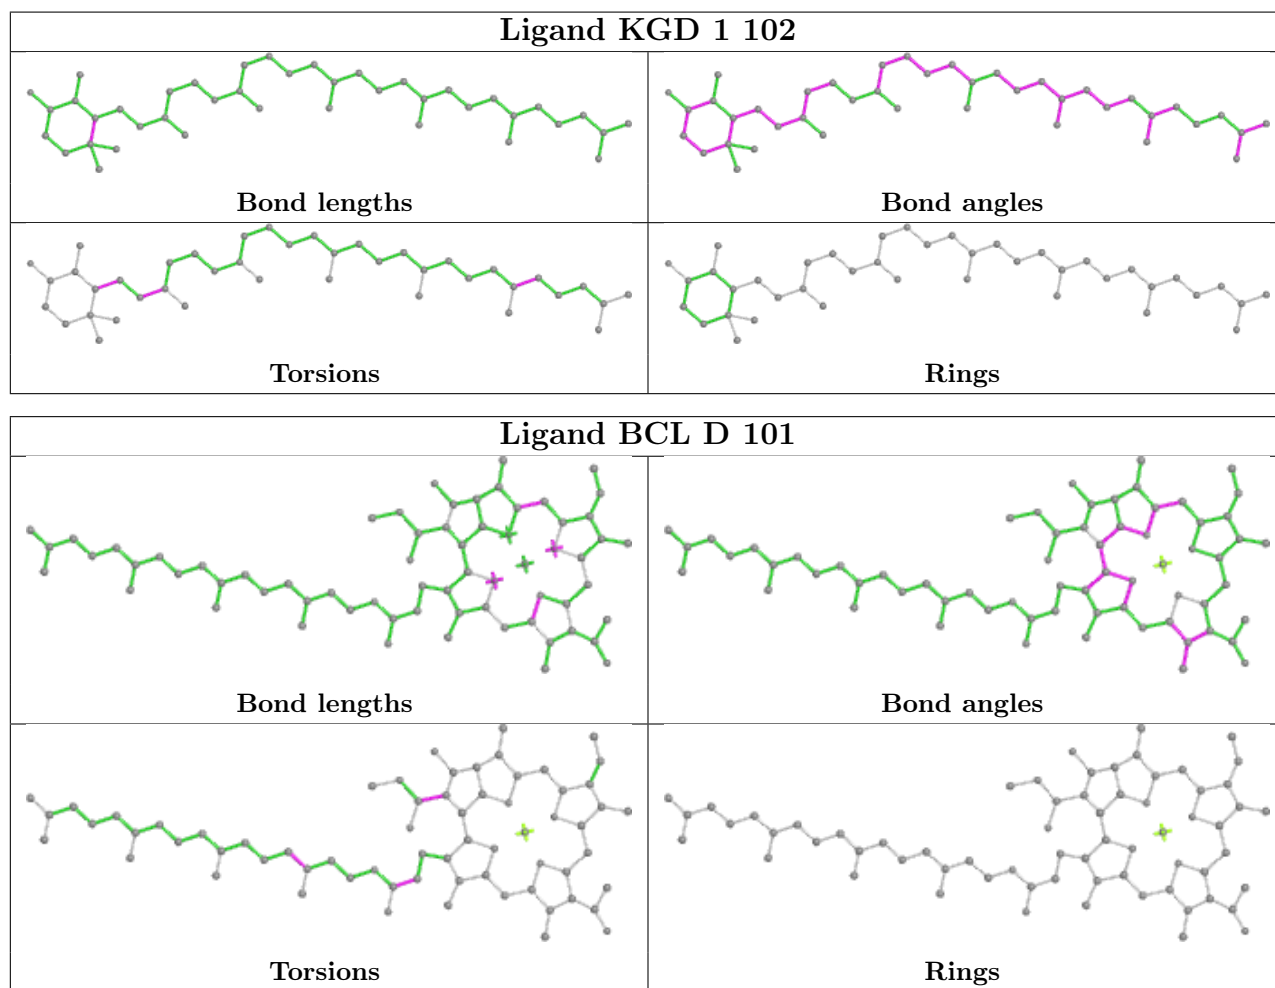 Ligand KGD 1 102
Bond lengths
Bond angles
Torsions
Rings
Ligand BCL D 101
Bond lengths
Bond angles
Torsions
Rings